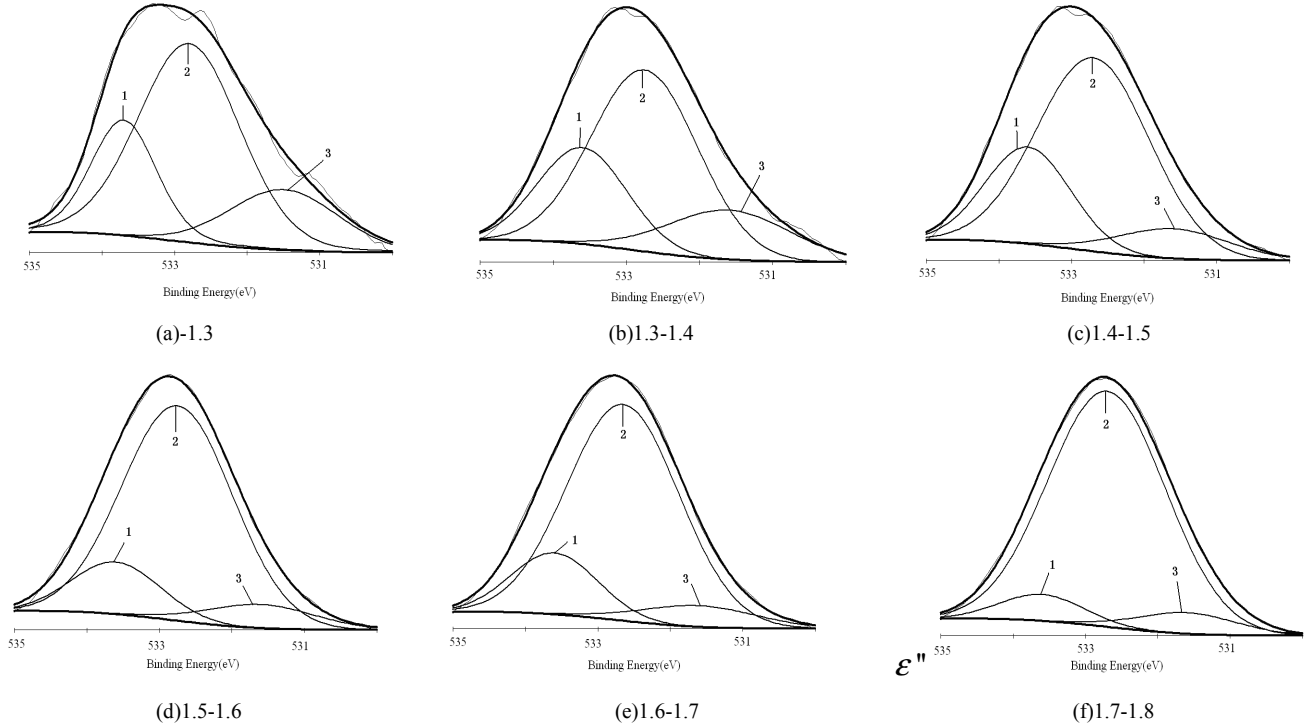 1
2
3
535 533 531
Binding Energy(eV)
(a)-1.3
1
2
3
535 533 531
Binding Energy(eV)
(b)1.3-1.4
1
2
3
535 533 531
Binding Energy(eV)
(c)1.4-1.5
1
2
3
535 533 531
Binding Energy(eV)
(d)1.5-1.6
1
2
3
535 533 531
Binding Energy(eV)
(e)1.6-1.7
1
2
3
535 533 531
Binding Energy(eV)
ε"
(f)1.7-1.8